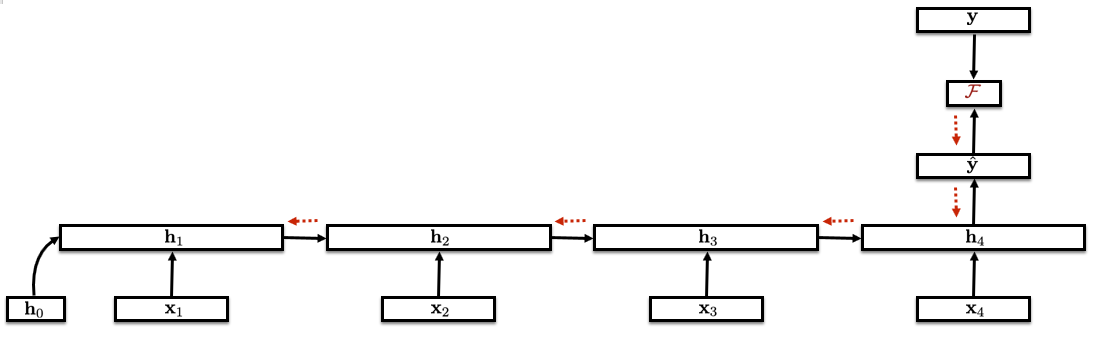 y
ℱ
ŷ
h₁ h₂ h₃ h₄
h₀ x₁ x₂ x₃ x₄